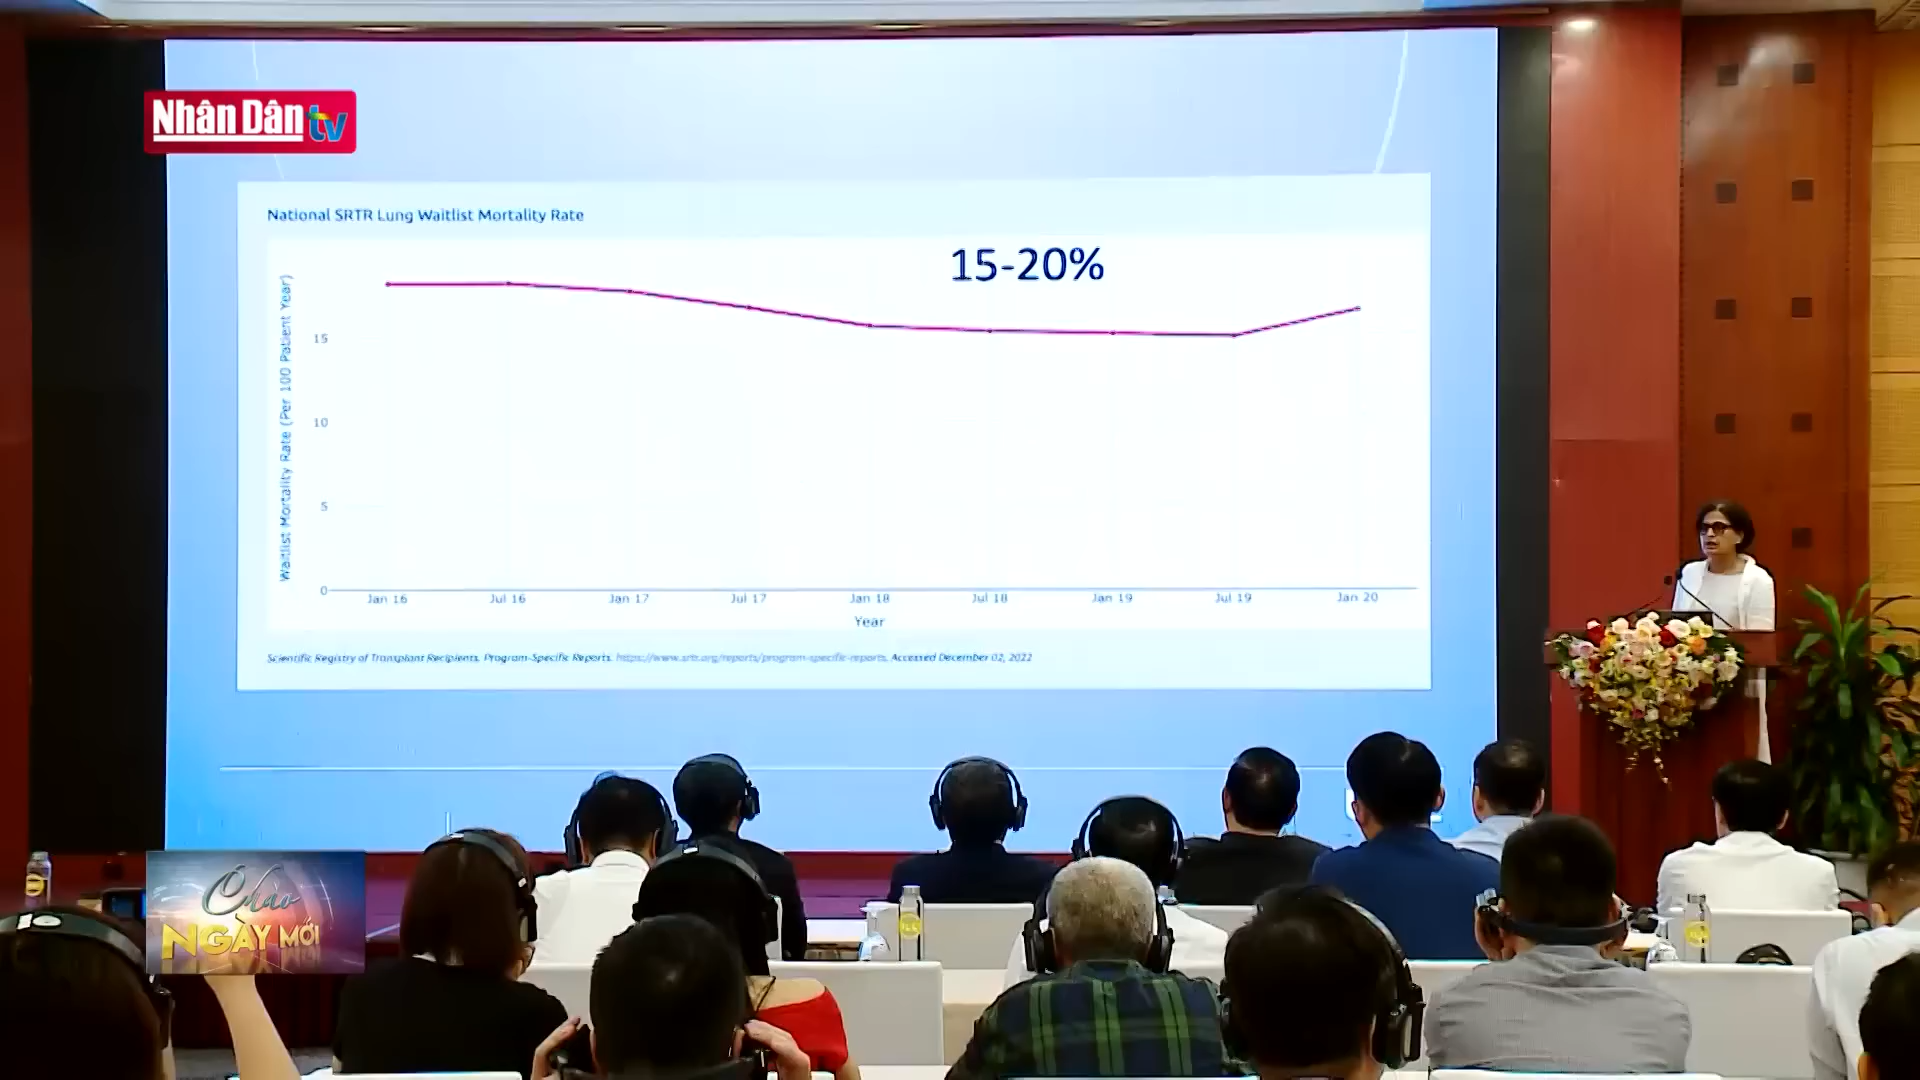 Nhân Dân tv
National SRTR Lung Waitlist Mortality Rate
15-20%
Waitlist Mortality Rate (Per 100 Patient Year)
15
10
5
0
Jan 16 Jul 16 Jan 17 Jul 17 Jan 18 Jul 18 Jan 19 Jul 19 Jan 20
Year
Scientific Registry of Transplant Recipients. Program-Specific Reports. https://www.srtr.org/reports/program-specific-reports. Accessed December 02, 2022
Chào
NGÀY MỚI